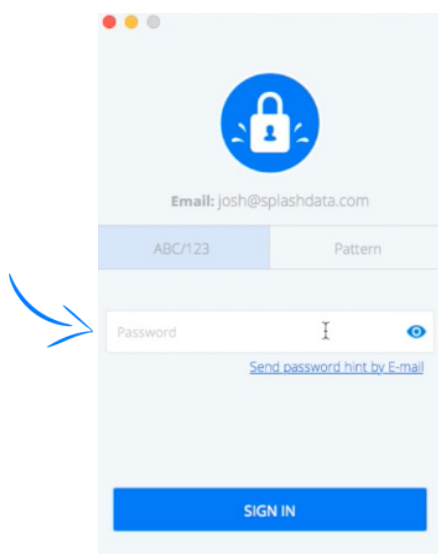 Email: josh@splashdata.com
ABC/123 Pattern
Password
Send password hint by E-mail
SIGN IN